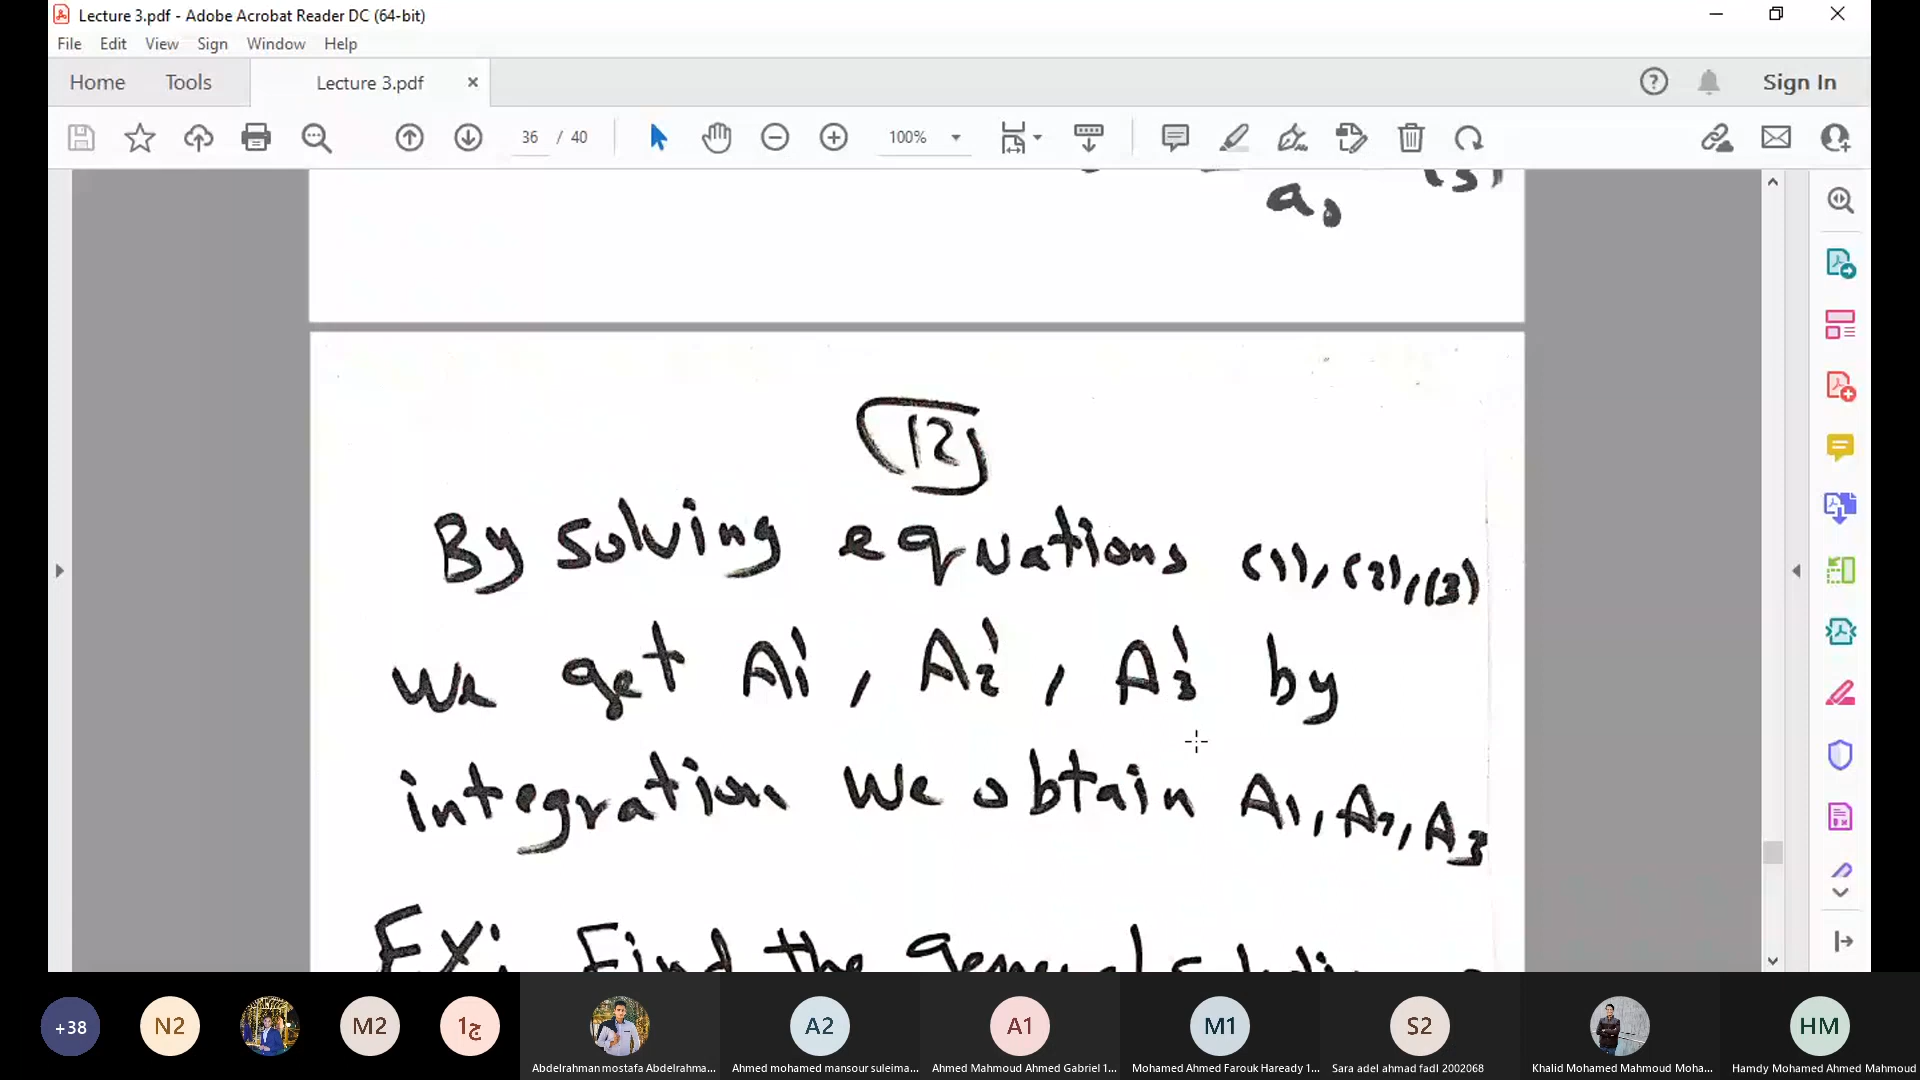 Lecture 3.pdf - Adobe Acrobat Reader DC (64-bit)
File Edit View Sign Window Help
Home Tools Lecture 3.pdf × Sign In
36 / 40 100%
a0 (3)
12
By solving equations (1), (2), (3)
we get A1', A2', A3' by
integration we obtain A1, A2, A3
EX: Find the general
+38 N2 M2 ج1 A2 A1 M1 S2 HM
Abdelrahman mostafa Abdelrahma... Ahmed mohamed mansour suleima... Ahmed Mahmoud Ahmed Gabriel 1... Mohamed Ahmed Farouk Haready 1... Sara adel ahmad fadl 2002068 Khalid Mohamed Mahmoud Moha... Hamdy Mohamed Ahmed Mahmoud